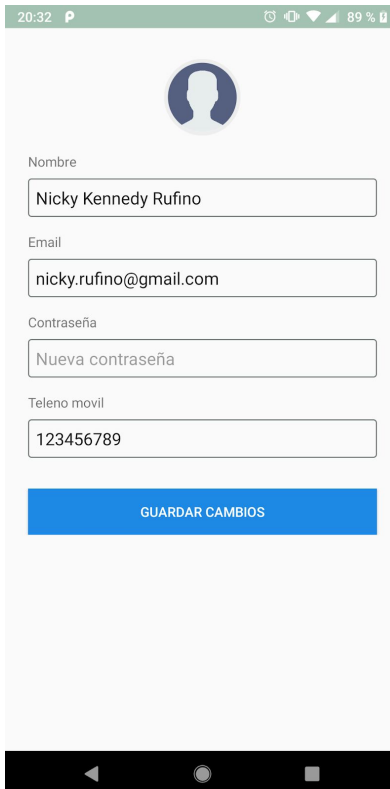 20:32 89 %
Nombre
Nicky Kennedy Rufino
Email
nicky.rufino@gmail.com
Contraseña
Nueva contraseña
Teleno movil
123456789
GUARDAR CAMBIOS